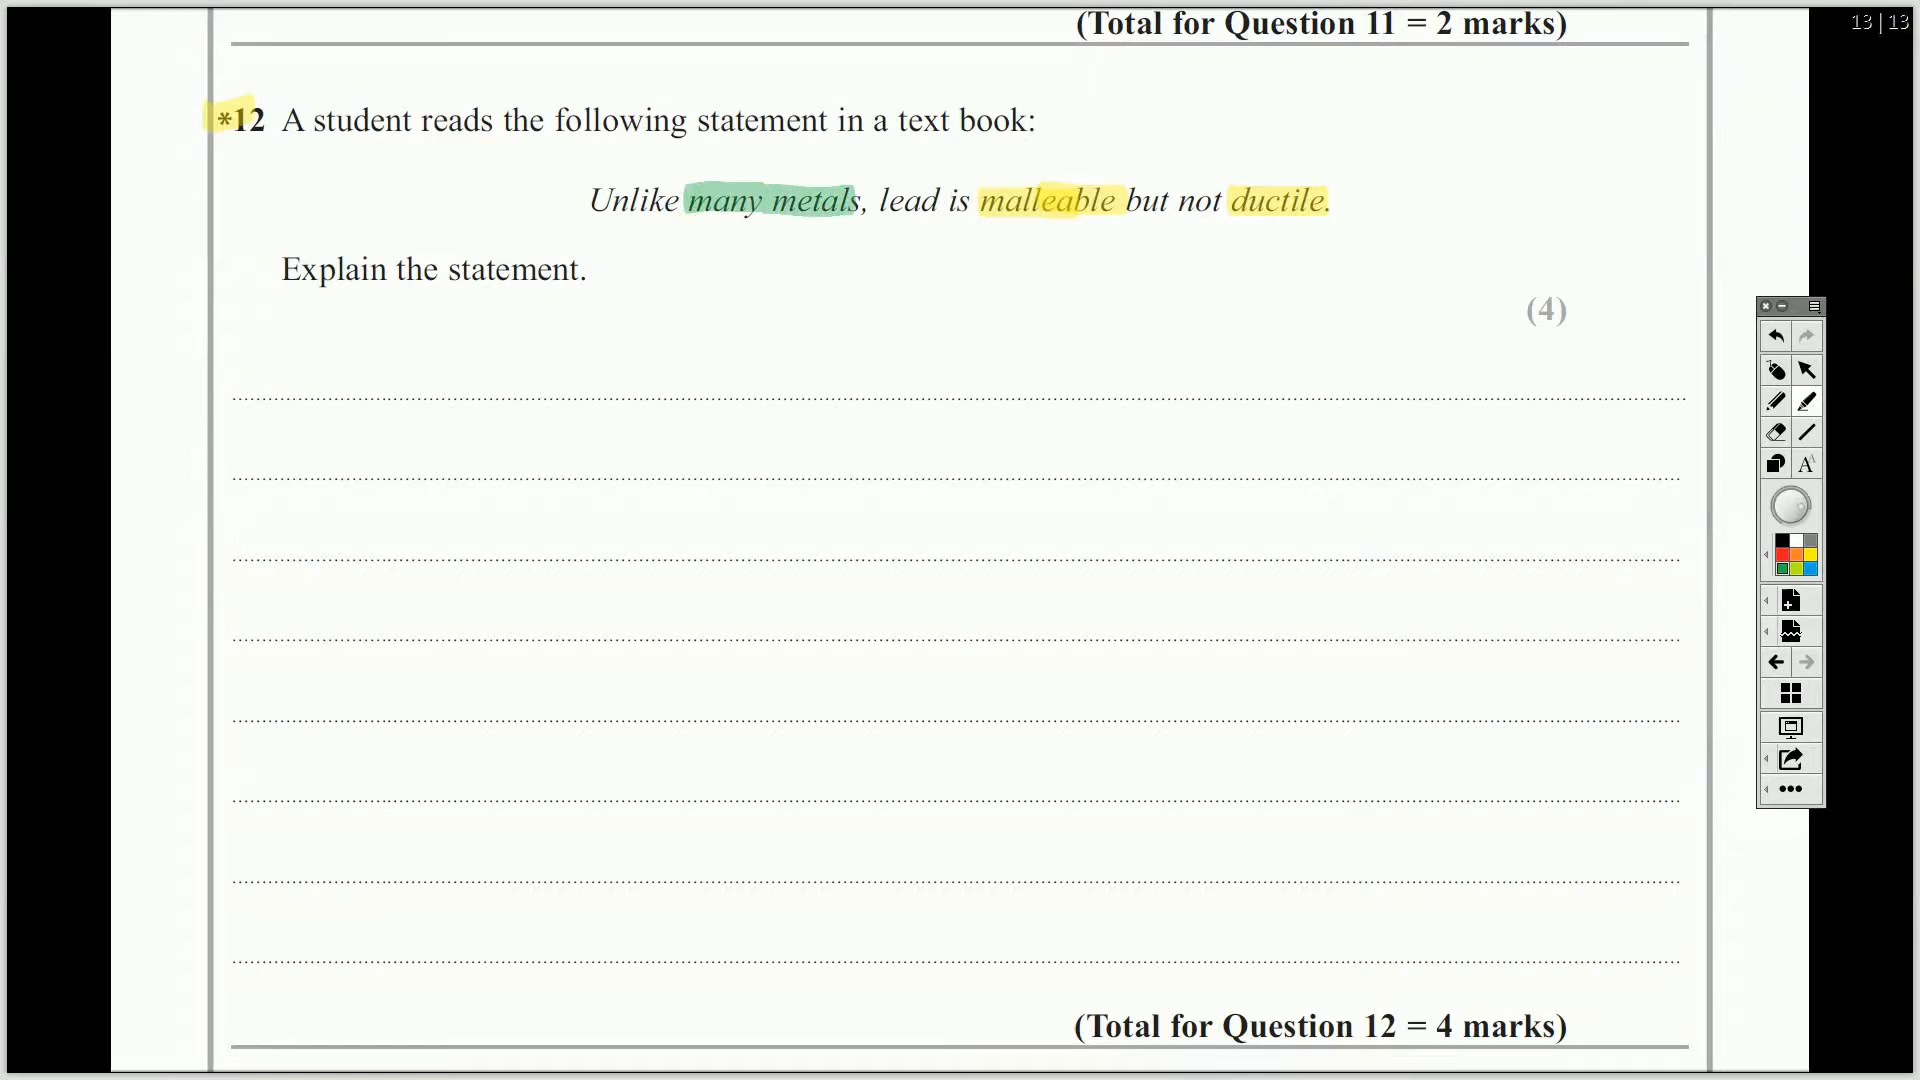 13|13
(Total for Question 11 = 2 marks)
*12 A student reads the following statement in a text book:
Unlike many metals, lead is malleable but not ductile.
Explain the statement.
(4)
(Total for Question 12 = 4 marks)